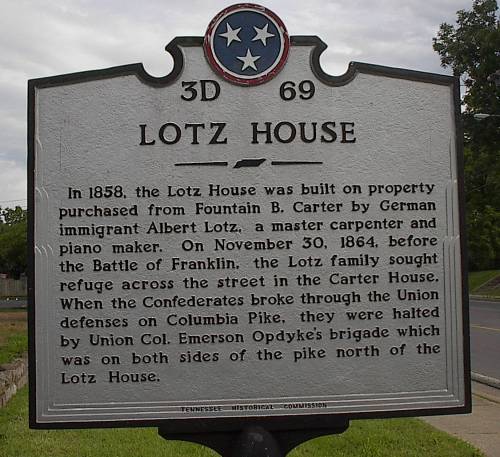 3D 69
LOTZ HOUSE
In 1858, the Lotz House was built on property
purchased from Fountain B. Carter by German
immigrant Albert Lotz, a master carpenter and
piano maker. On November 30, 1864, before
the Battle of Franklin, the Lotz family sought
refuge across the street in the Carter House.
When the Confederates broke through the Union
defenses on Columbia Pike, they were halted
by Union Col. Emerson Opdyke's brigade which
was on both sides of the pike north of the
Lotz House.
TENNESSEE HISTORICAL COMMISSION